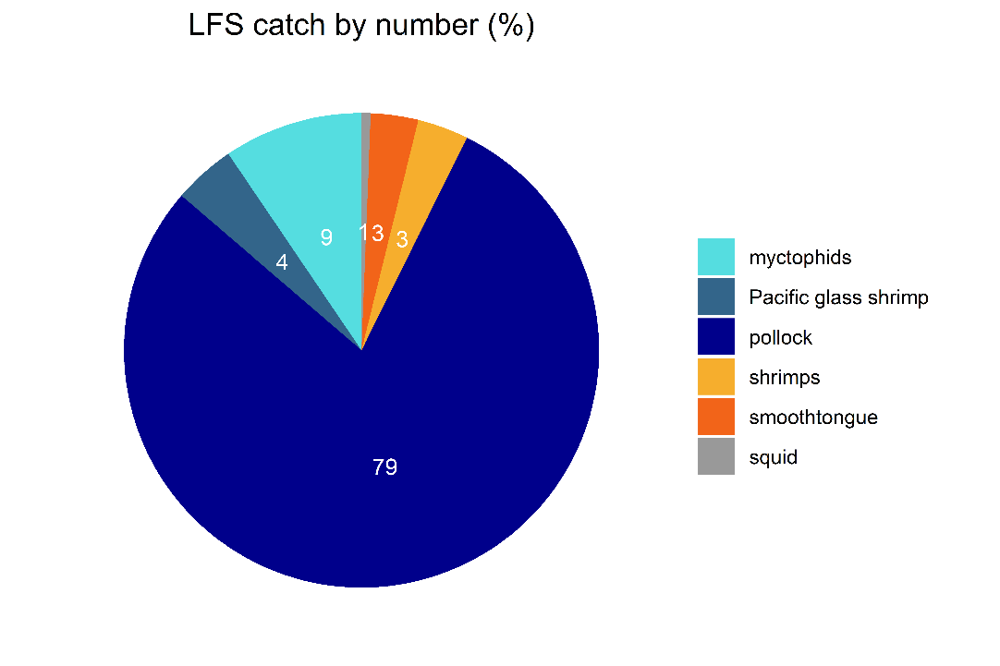 LFS catch by number (%)
9
1
3
3
4
79
myctophids
Pacific glass shrimp
pollock
shrimps
smoothtongue
squid